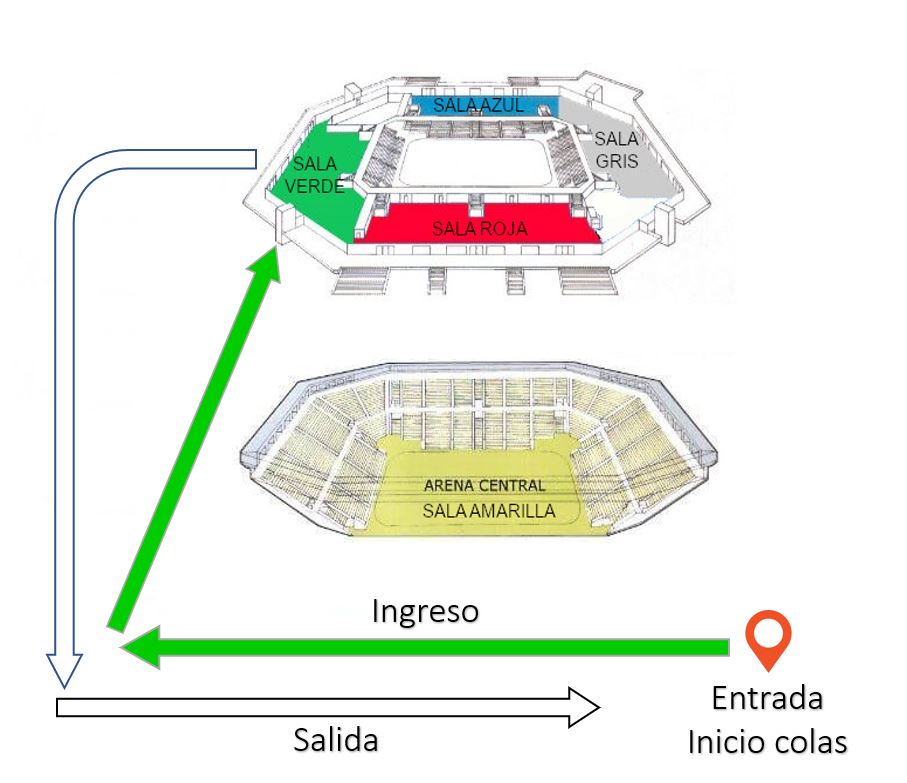 SALA AZUL
SALA
GRIS
SALA
VERDE
SALA ROJA
ARENA CENTRAL
SALA AMARILLA
Ingreso
Entrada
Inicio colas
Salida